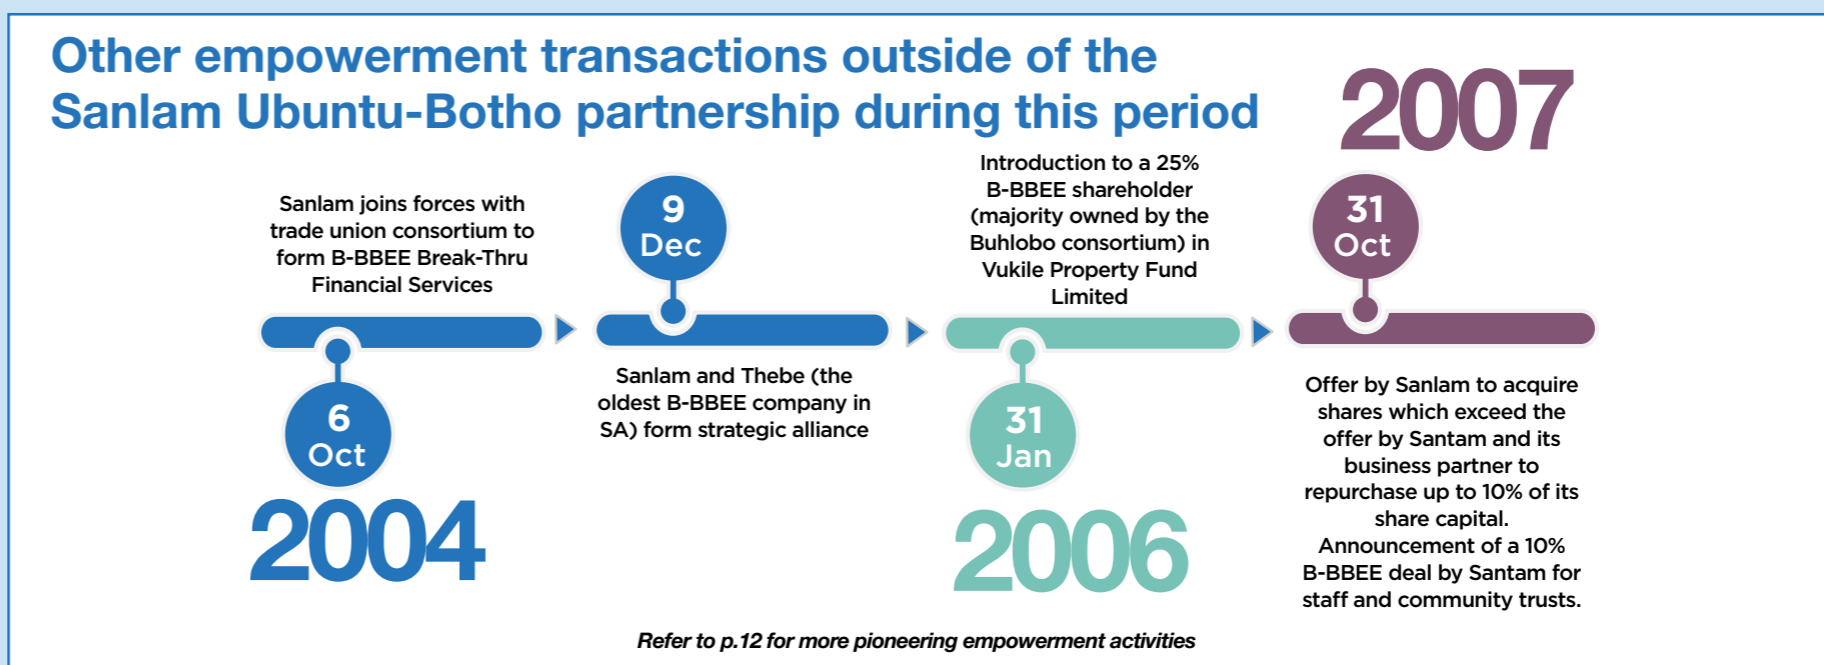 Other empowerment transactions outside of the
Sanlam Ubuntu-Botho partnership during this period
Sanlam joins forces with
trade union consortium to
form B-BBEE Break-Thru
Financial Services
6
Oct
2004
9
Dec
Sanlam and Thebe (the
oldest B-BBEE company in
SA) form strategic alliance
Introduction to a 25%
B-BBEE shareholder
(majority owned by the
Buhlobo consortium) in
Vukile Property Fund
Limited
31
Jan
2006
2007
31
Oct
Offer by Sanlam to acquire
shares which exceed the
offer by Santam and its
business partner to
repurchase up to 10% of its
share capital.
Announcement of a 10%
B-BBEE deal by Santam for
staff and community trusts.
Refer to p.12 for more pioneering empowerment activities